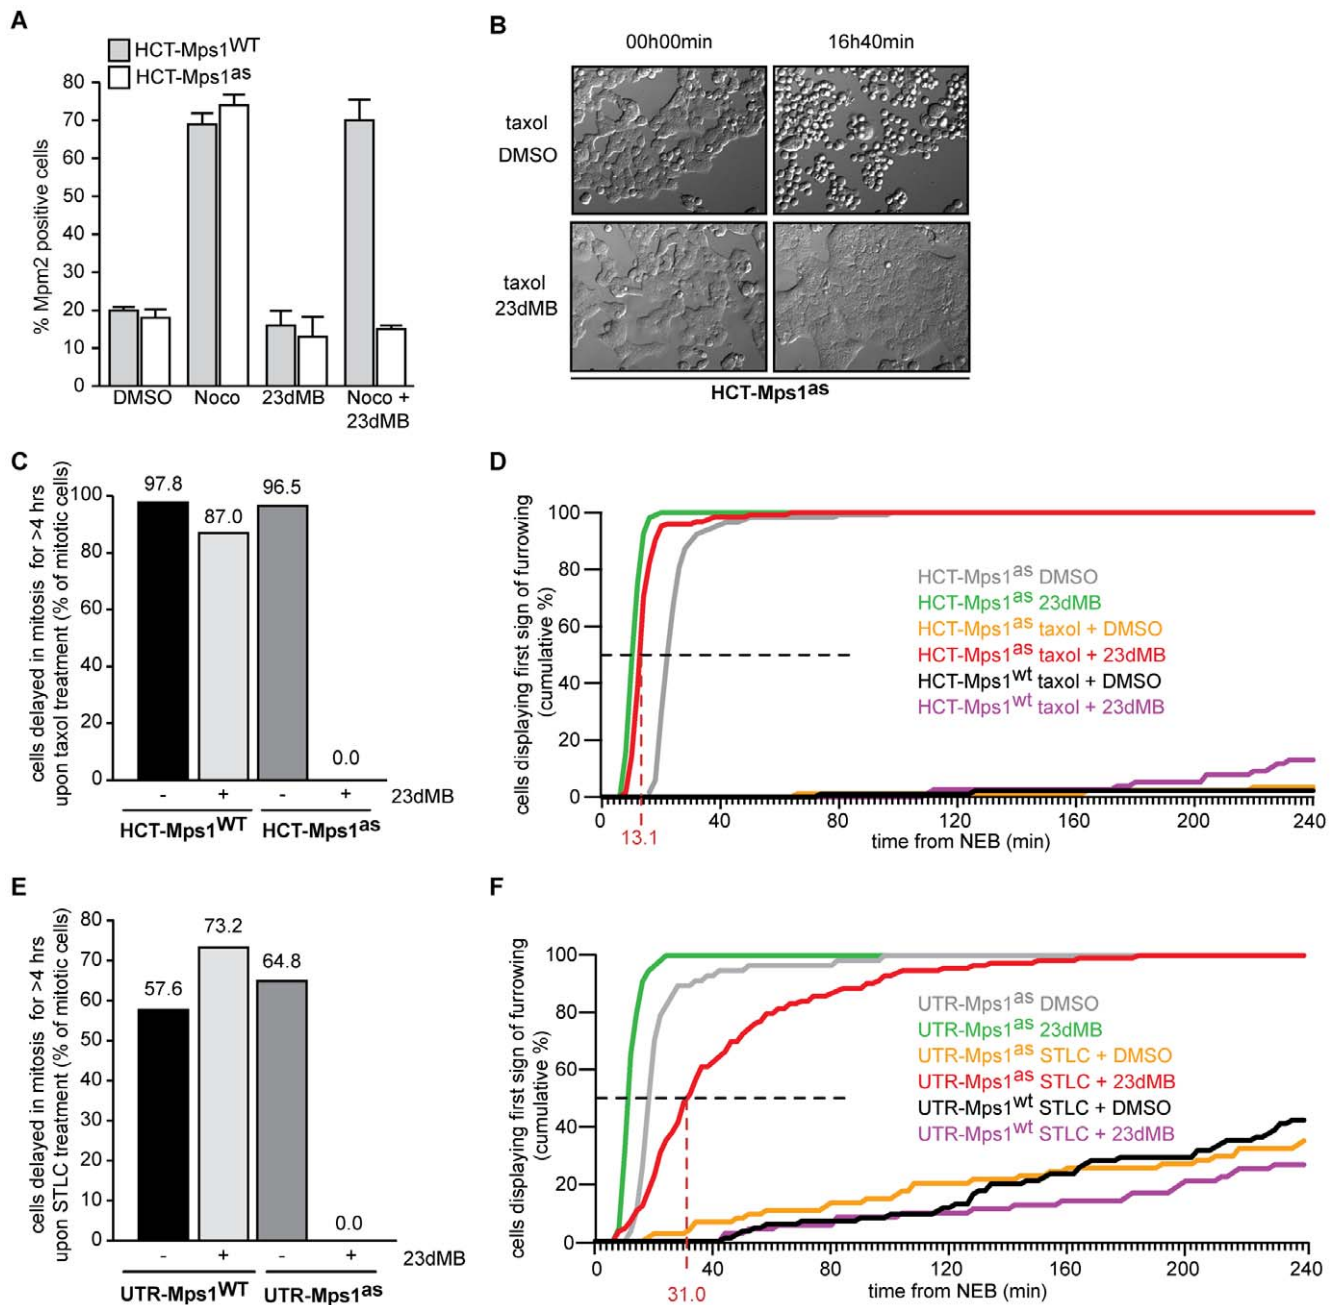 A
HCT-Mps1WT
HCT-Mps1as
% Mpm2 positive cells
80
70
60
50
40
30
20
10
0
DMSO Noco 23dMB Noco +
23dMB
B
00h00min 16h40min
taxol
DMSO
taxol
23dMB
HCT-Mps1as
C
cells delayed in mitosis for >4 hrs
upon taxol treatment (% of mitotic cells)
100
80
60
40
20
0
97.8
87.0
96.5
0.0
- + - + 23dMB
HCT-Mps1WT HCT-Mps1as
D
cells displaying first sign of furrowing
(cumulative %)
100
80
60
40
20
0
HCT-Mps1as DMSO
HCT-Mps1as 23dMB
HCT-Mps1as taxol + DMSO
HCT-Mps1as taxol + 23dMB
HCT-Mps1wt taxol + DMSO
HCT-Mps1wt taxol + 23dMB
0 40 80 120 160 200 240
13.1
time from NEB (min)
E
cells delayed in mitosis for >4 hrs
upon STLC treatment (% of mitotic cells)
80
70
60
50
40
30
20
10
0
57.6
73.2
64.8
0.0
- + - + 23dMB
UTR-Mps1WT UTR-Mps1as
F
cells displaying first sign of furrowing
(cumulative %)
100
80
60
40
20
0
UTR-Mps1as DMSO
UTR-Mps1as 23dMB
UTR-Mps1as STLC + DMSO
UTR-Mps1as STLC + 23dMB
UTR-Mps1wt STLC + DMSO
UTR-Mps1wt STLC + 23dMB
0 40 80 120 160 200 240
31.0
time from NEB (min)